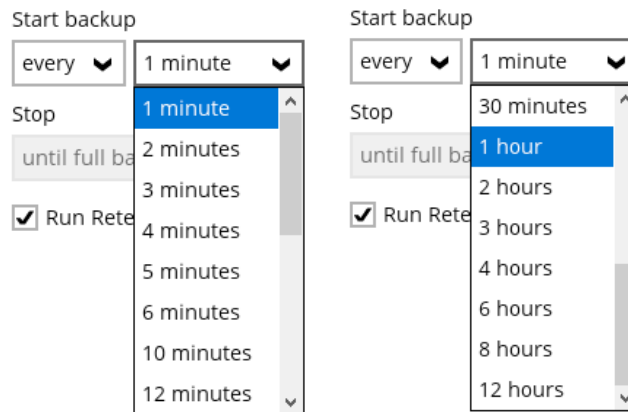 Start backup
every 1 minute
1 minute
2 minutes
3 minutes
4 minutes
5 minutes
6 minutes
10 minutes
12 minutes
Stop
until full ba
Run Rete
Start backup
every 1 minute
30 minutes
1 hour
2 hours
3 hours
4 hours
6 hours
8 hours
12 hours
Stop
until full ba
Run Rete